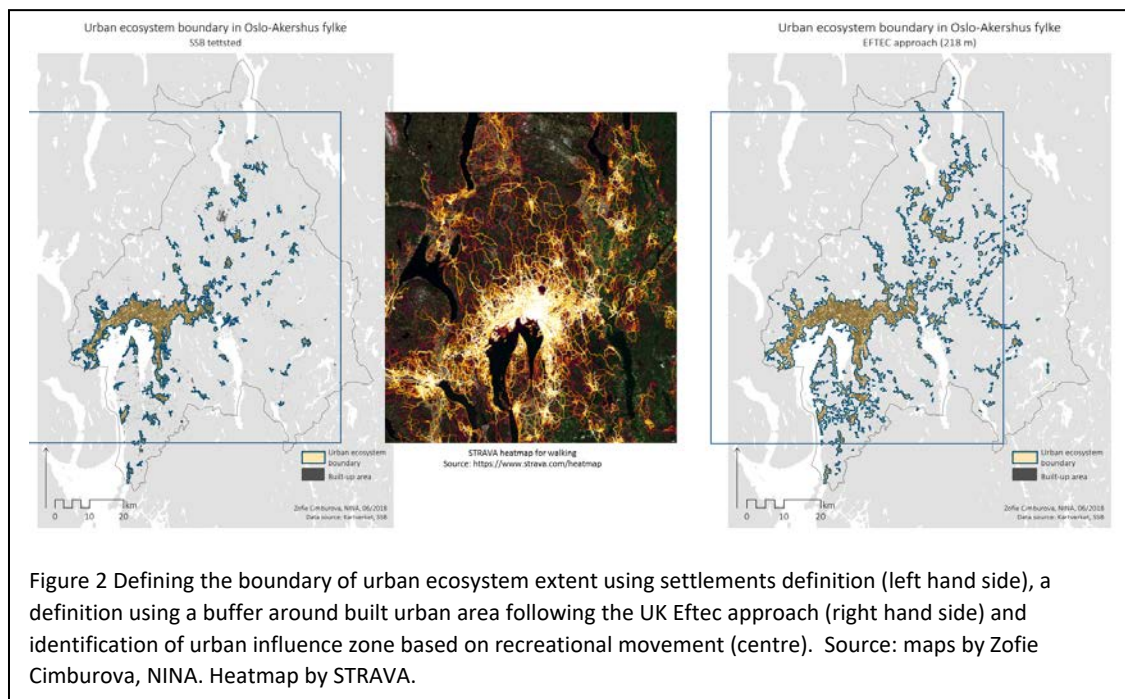 Urban ecosystem boundary in Oslo-Akershus fylke
SSB tettsted
Urban ecosystem
boundary
Built-up area
km
0 10 20
Zofie Cimburova, NINA, 06/2018
Data source: Kartverket, SSB
STRAVA heatmap for walking
Source: https://www.strava.com/heatmap
Urban ecosystem boundary in Oslo-Akershus fylke
EFTEC approach (218 m)
Urban ecosystem
boundary
Built-up area
km
0 10 20
Zofie Cimburova, NINA, 06/2018
Data source: Kartverket, SSB
Figure 2 Defining the boundary of urban ecosystem extent using settlements definition (left hand side), a
definition using a buffer around built urban area following the UK Eftec approach (right hand side) and
identification of urban influence zone based on recreational movement (centre). Source: maps by Zofie
Cimburova, NINA. Heatmap by STRAVA.